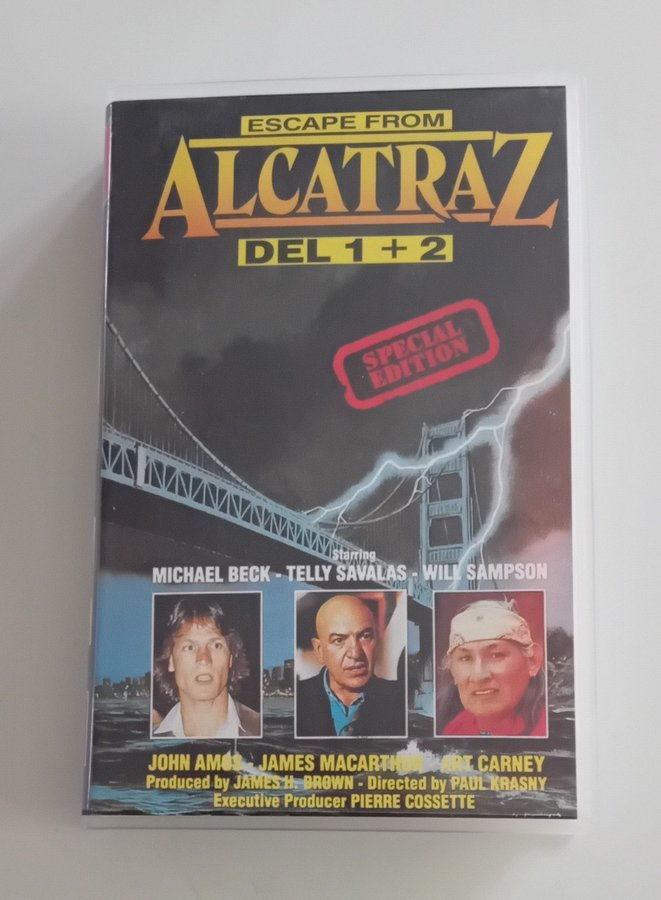 ESCAPE FROM
ALCATRAZ
DEL 1 + 2
SPECIAL
EDITION
Starring
MICHAEL BECK - TELLY SAVALAS - WILL SAMPSON
JOHN AMOS - JAMES MACARTHUR - ART CARNEY
Produced by JAMES H. BROWN - Directed by PAUL KRASNY
Executive Producer PIERRE COSSETTE